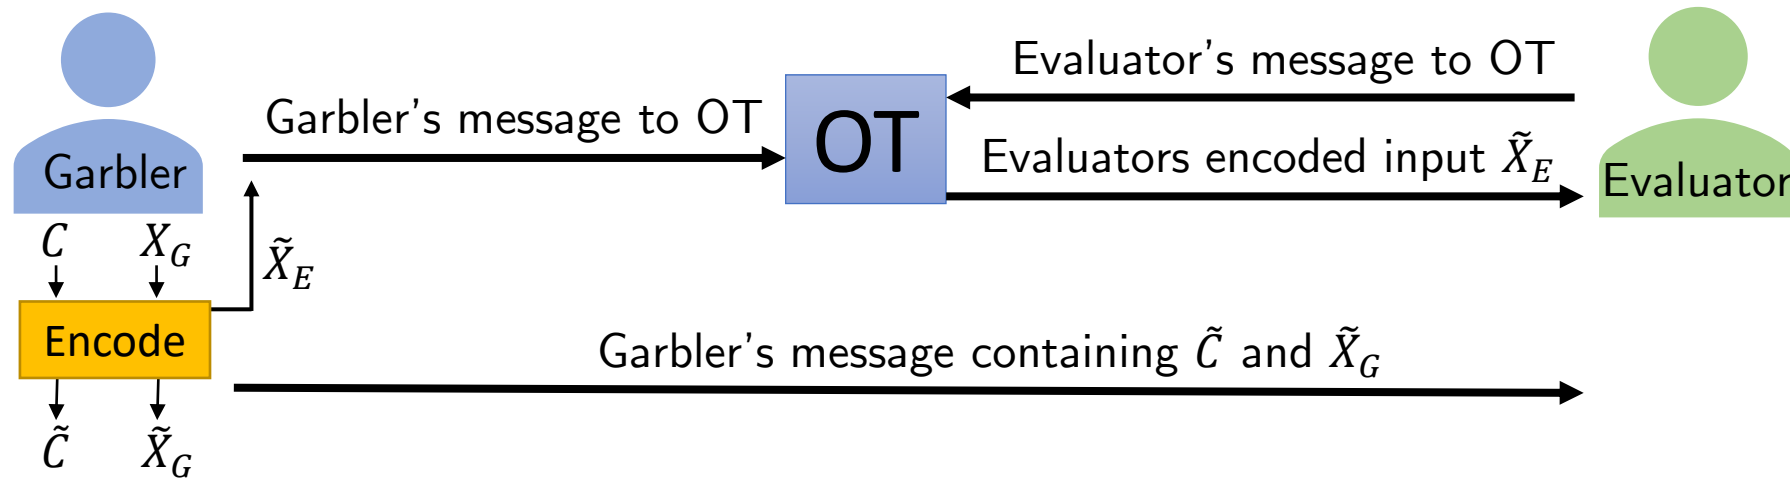 Evaluator's message to OT
Garbler's message to OT
OT
Evaluators encoded input X̃_E
Garbler
Evaluator
C X_G
X̃_E
Encode
Garbler's message containing C̃ and X̃_G
C̃ X̃_G